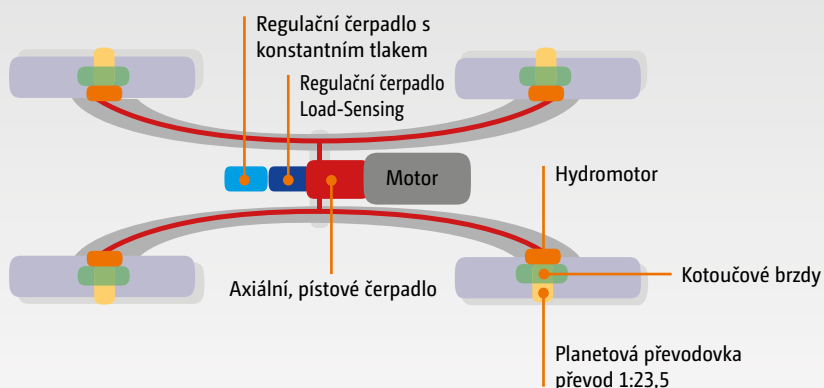 Regulační čerpadlo s
konstantním tlakem
Regulační čerpadlo
Load-Sensing
Motor
Hydromotor
Axiální, pístové čerpadlo
Kotoučové brzdy
Planetová převodovka
převod 1:23,5